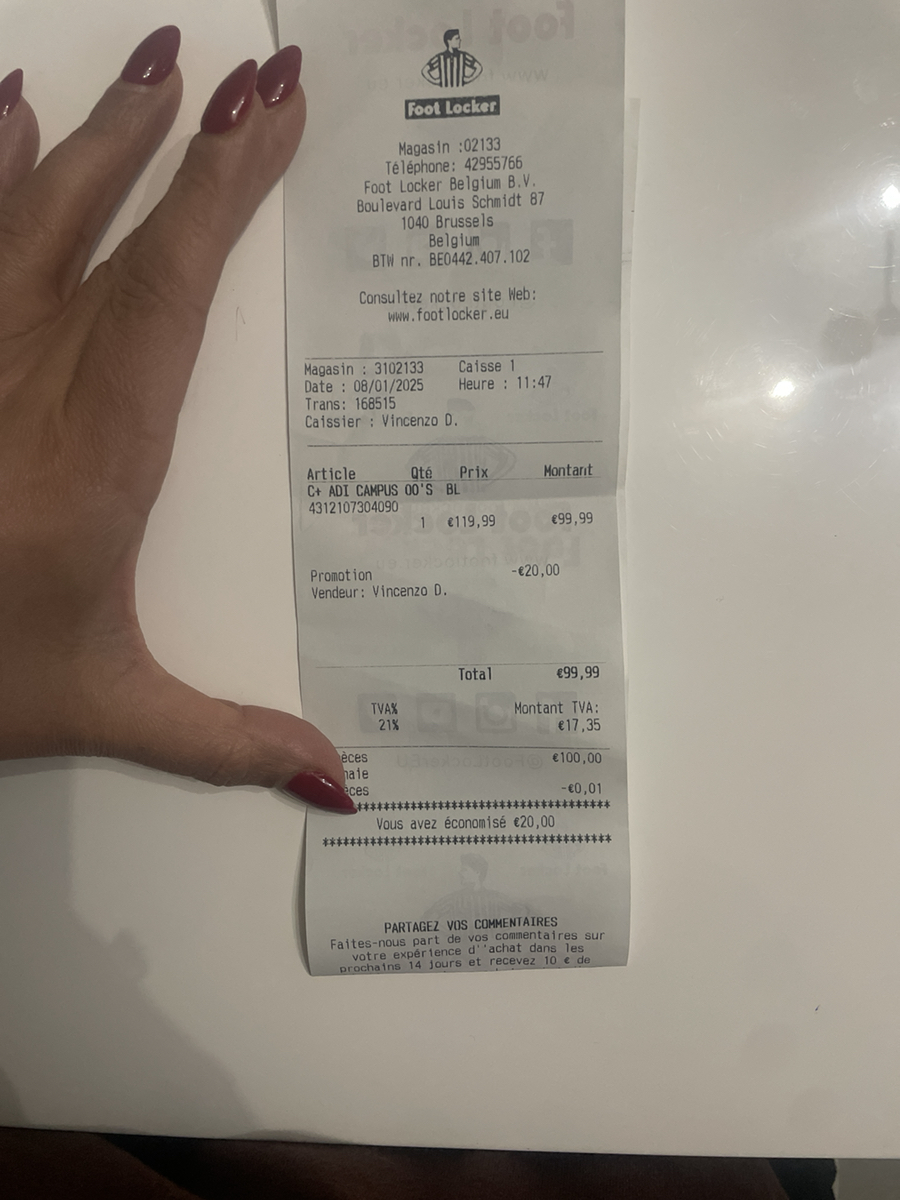 Foot Locker
Magasin :02133
Téléphone: 42955766
Foot Locker Belgium B.V.
Boulevard Louis Schmidt 87
1040 Brussels
Belgium
BTW nr. BE0442.407.102
Consultez notre site Web:
www.footlocker.eu
Magasin : 3102133 Caisse 1
Date : 08/01/2025 Heure : 11:47
Trans: 168515
Caissier : Vincenzo D.
Article Qté Prix Montant
C+ ADI CAMPUS 00'S BL
4312107304090
1 €119,99 €99,99
Promotion -€20,00
Vendeur: Vincenzo D.
Total €99,99
TVA% Montant TVA:
21% €17,35
èces €100,00
naie
èces -€0,01
************************************
Vous avez économisé €20,00
****************************************
PARTAGEZ VOS COMMENTAIRES
Faites-nous part de vos commentaires sur
votre expérience d''achat dans les
prochains 14 jours et recevez 10 € de